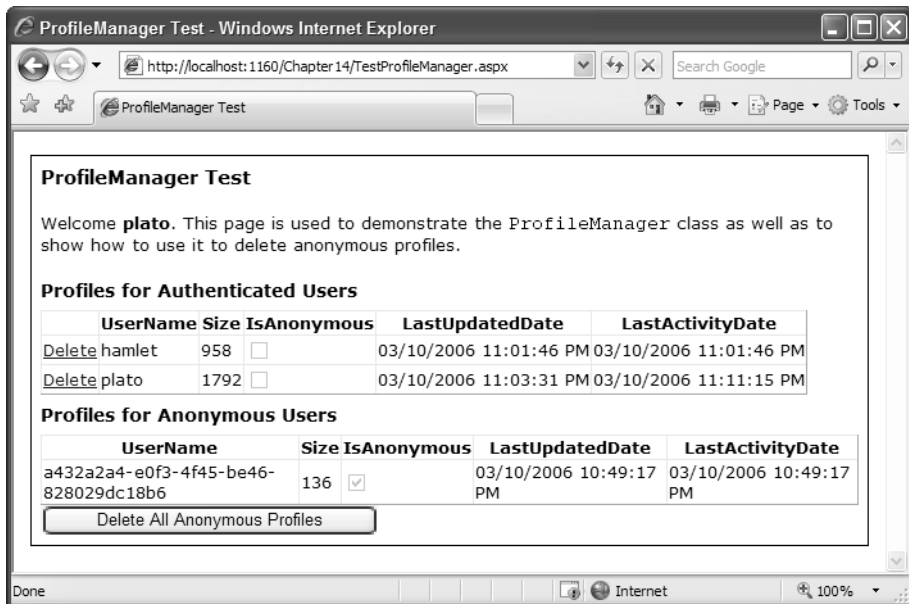 ProfileManager Test - Windows Internet Explorer
http://localhost:1160/Chapter14/TestProfileManager.aspx
Search Google
ProfileManager Test
Page
Tools
ProfileManager Test
Welcome plato. This page is used to demonstrate the ProfileManager class as well as to
show how to use it to delete anonymous profiles.
Profiles for Authenticated Users
UserName Size IsAnonymous LastUpdatedDate LastActivityDate
Delete hamlet 958 03/10/2006 11:01:46 PM 03/10/2006 11:01:46 PM
Delete plato 1792 03/10/2006 11:03:31 PM 03/10/2006 11:11:15 PM
Profiles for Anonymous Users
UserName Size IsAnonymous LastUpdatedDate LastActivityDate
a432a2a4-e0f3-4f45-be46-
828029dc18b6
136
03/10/2006 10:49:17
PM
03/10/2006 10:49:17
PM
Delete All Anonymous Profiles
Done
Internet
100%